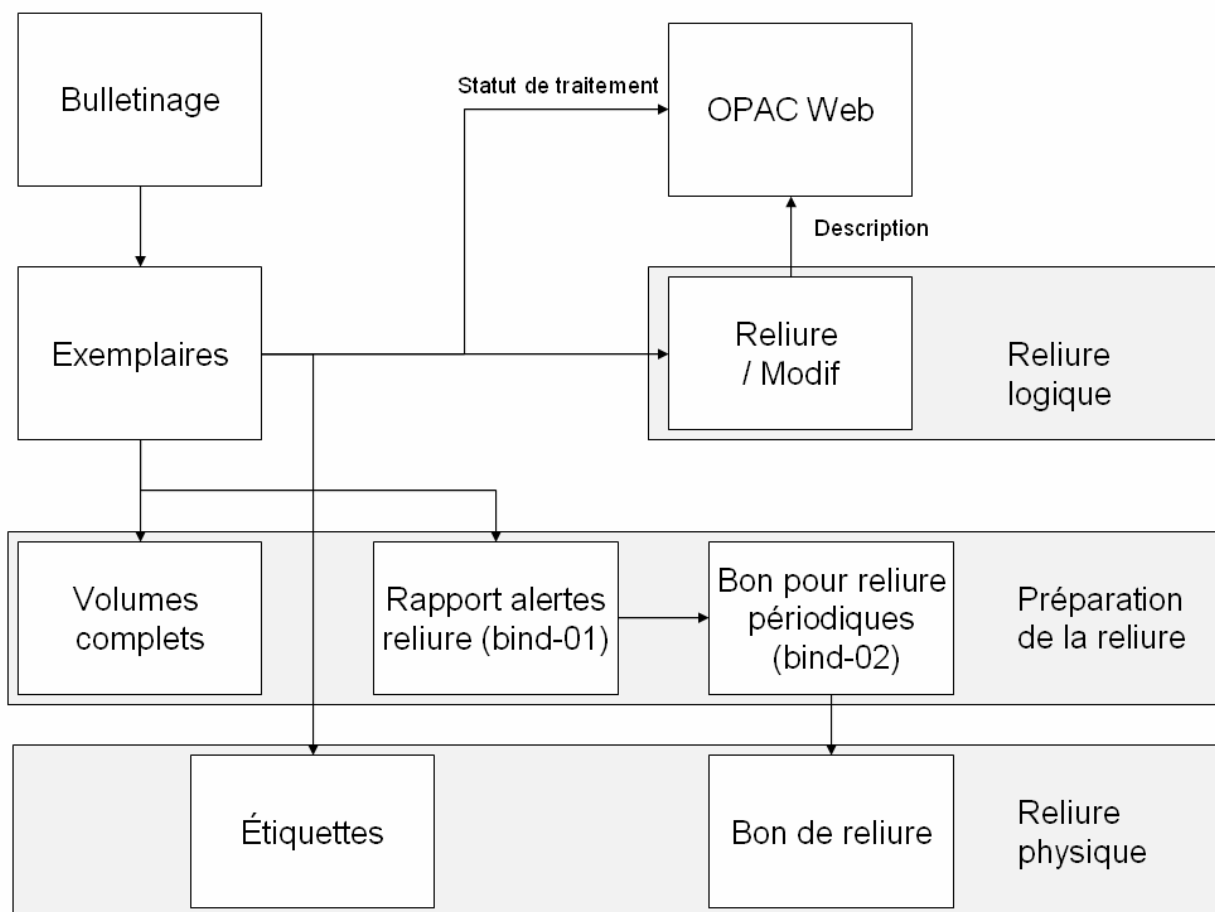 Bulletinage
Statut de traitement
OPAC Web
Description
Exemplaires
Reliure
/ Modif
Reliure
logique
Volumes
complets
Rapport alertes
reliure (bind-01)
Bon pour reliure
périodiques
(bind-02)
Préparation
de la reliure
Étiquettes
Bon de reliure
Reliure
physique